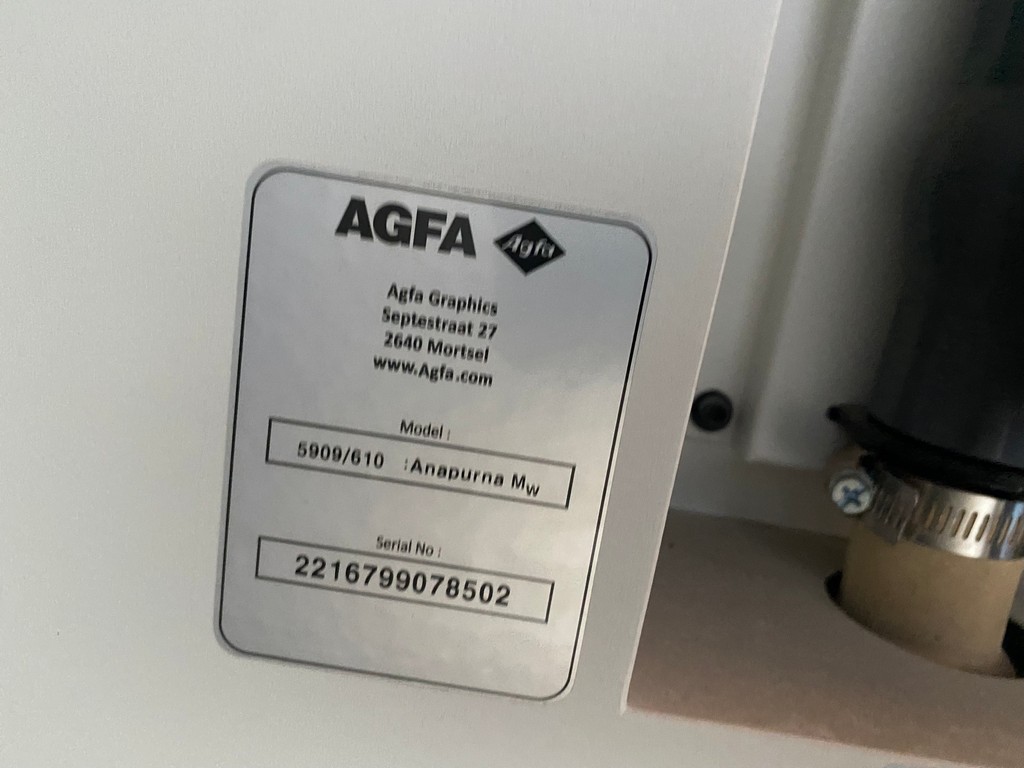 AGFA Agfa
Agfa Graphics
Septestraat 27
2640 Mortsel
www.Agfa.com
Model :
5909/610 :Anapurna Mw
Serial No :
2216799078502